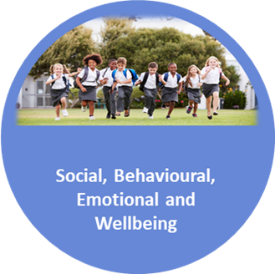 Social, Behavioural,
Emotional and
Wellbeing